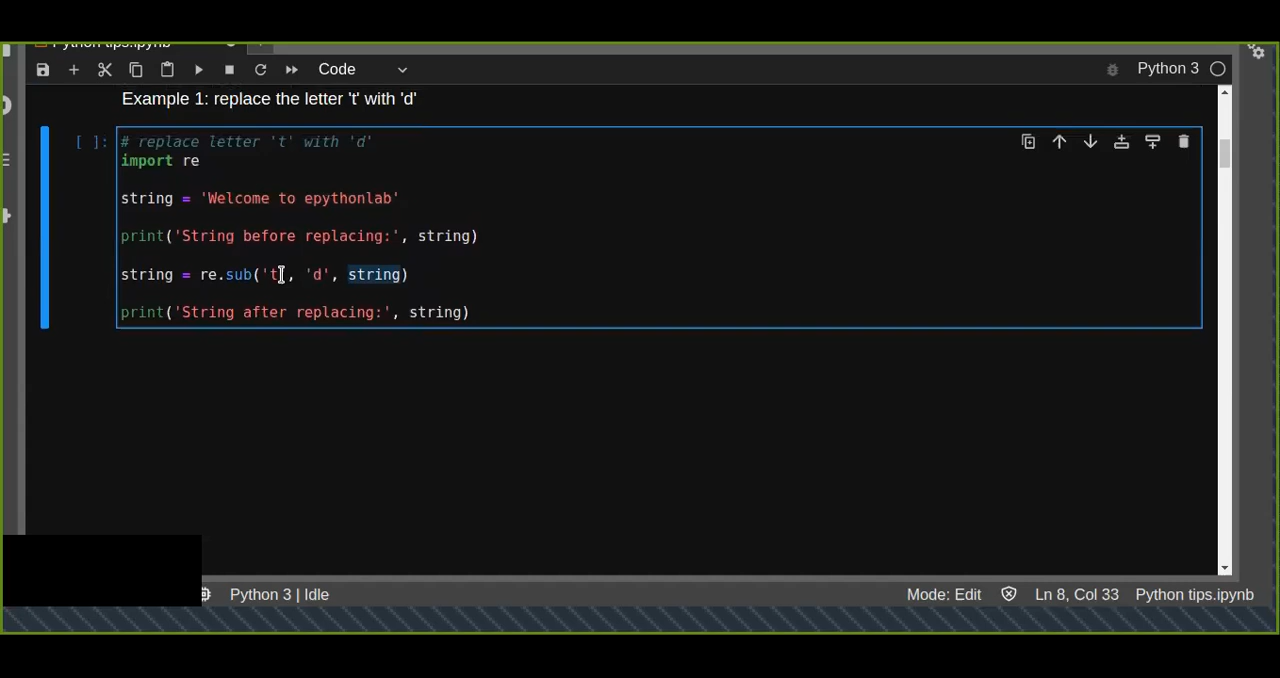 Python tips.ipynb
Code
Python 3
Example 1: replace the letter 't' with 'd'
[ ]:
# replace letter 't' with 'd'
import re
string = 'Welcome to epythonlab'
print('String before replacing:', string)
string = re.sub('t', 'd', string)
print('String after replacing:', string)
Python 3 | Idle
Mode: Edit
Ln 8, Col 33
Python tips.ipynb